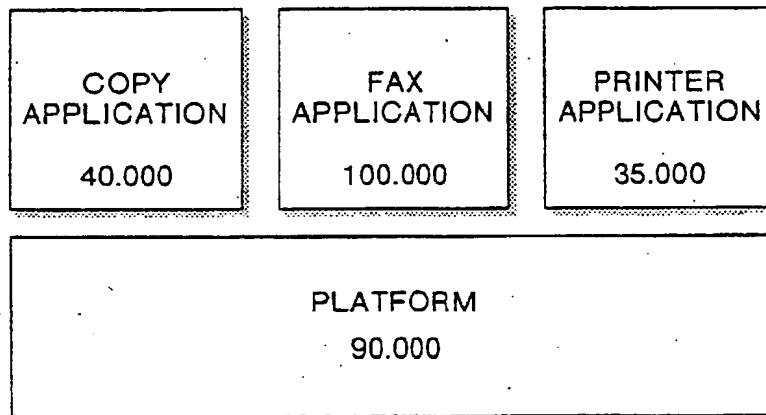 COPY
APPLICATION
40.000
FAX
APPLICATION
100.000
PRINTER
APPLICATION
35.000
PLATFORM
90.000